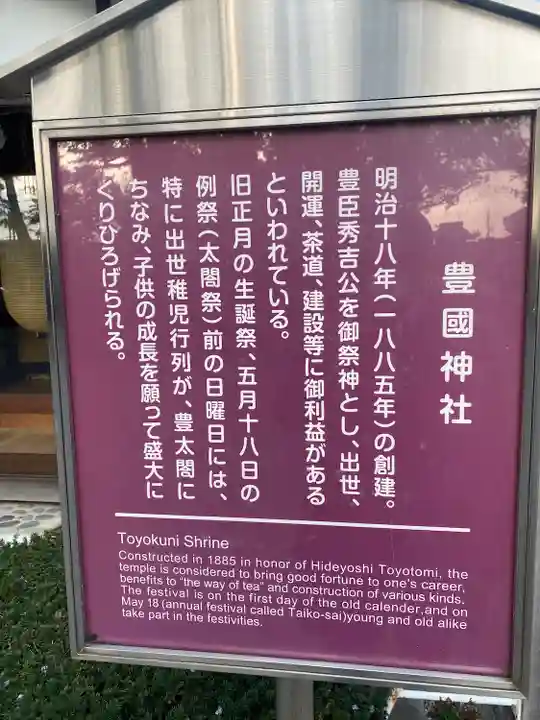 豊國神社
明治十八年(一八八五年)の創建。
豊臣秀吉公を御祭神とし、出世、
開運、茶道、建設等に御利益がある
といわれている。
旧正月の生誕祭、五月十八日の
例祭(太閤祭)前の日曜日には、
特に出世稚児行列が、豊太閤に
ちなみ、子供の成長を願って盛大に
くりひろげられる。
Toyokuni Shrine
Constructed in 1885 in honor of Hideyoshi Toyotomi, the
temple is considered to bring good fortune to one's career,
benefits to "the way of tea" and construction of various kinds.
The festival is on the first day of the old calender,and on
May 18 (annual festival called Taiko-sai)young and old alike
take part in the festivities.